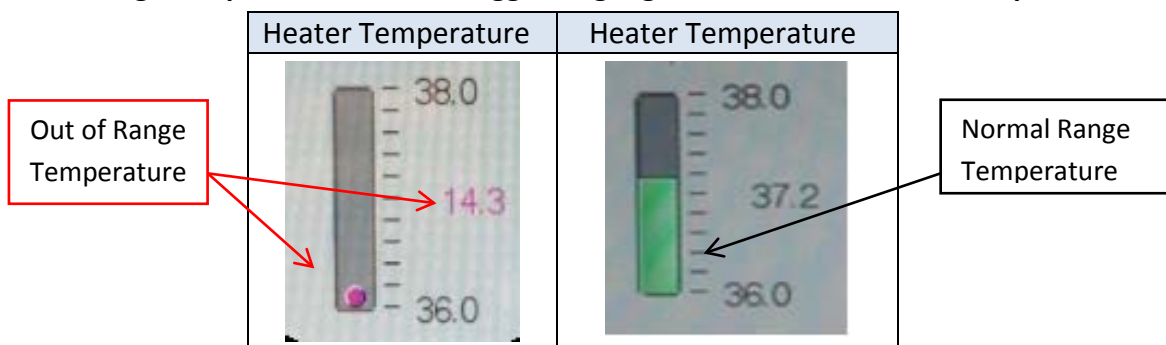 Heater Temperature
Heater Temperature
Out of Range
Temperature
38.0
14.3
36.0
38.0
37.2
36.0
Normal Range
Temperature